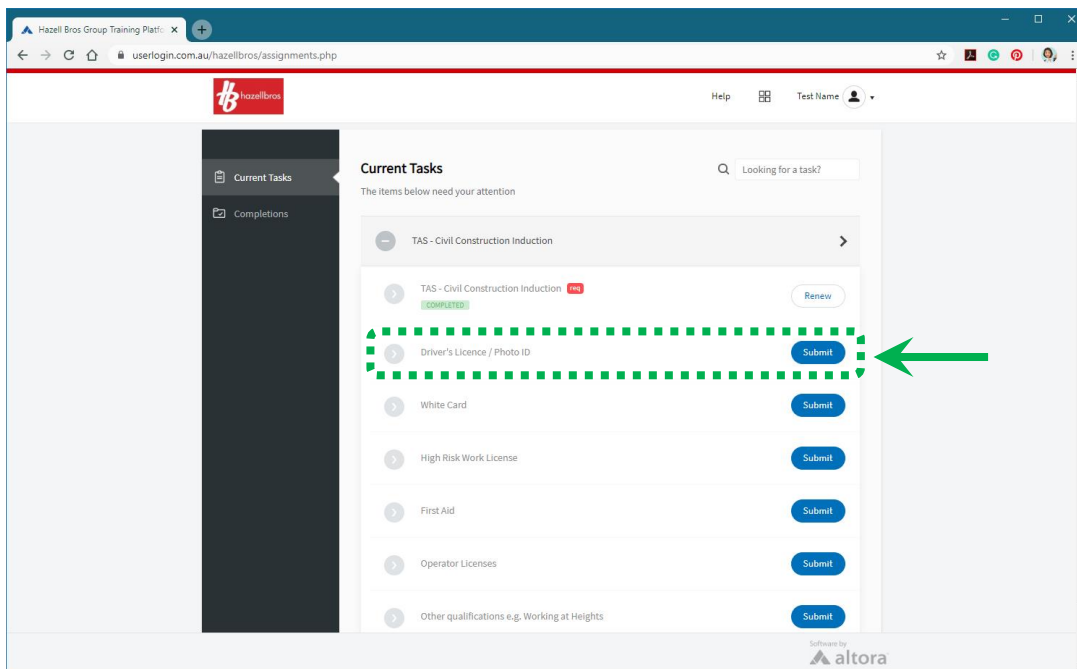 Hazell Bros Group Training Platfo
userlogin.com.au/hazellbros/assignments.php
HB hazellbros
Help
Test Name
Current Tasks
Completions
Current Tasks
Looking for a task?
The items below need your attention
TAS - Civil Construction Induction
TAS - Civil Construction Induction req
COMPLETED
Renew
Driver's Licence / Photo ID
Submit
White Card
Submit
High Risk Work License
Submit
First Aid
Submit
Operator Licenses
Submit
Other qualifications e.g. Working at Heights
Submit
Software by
altora